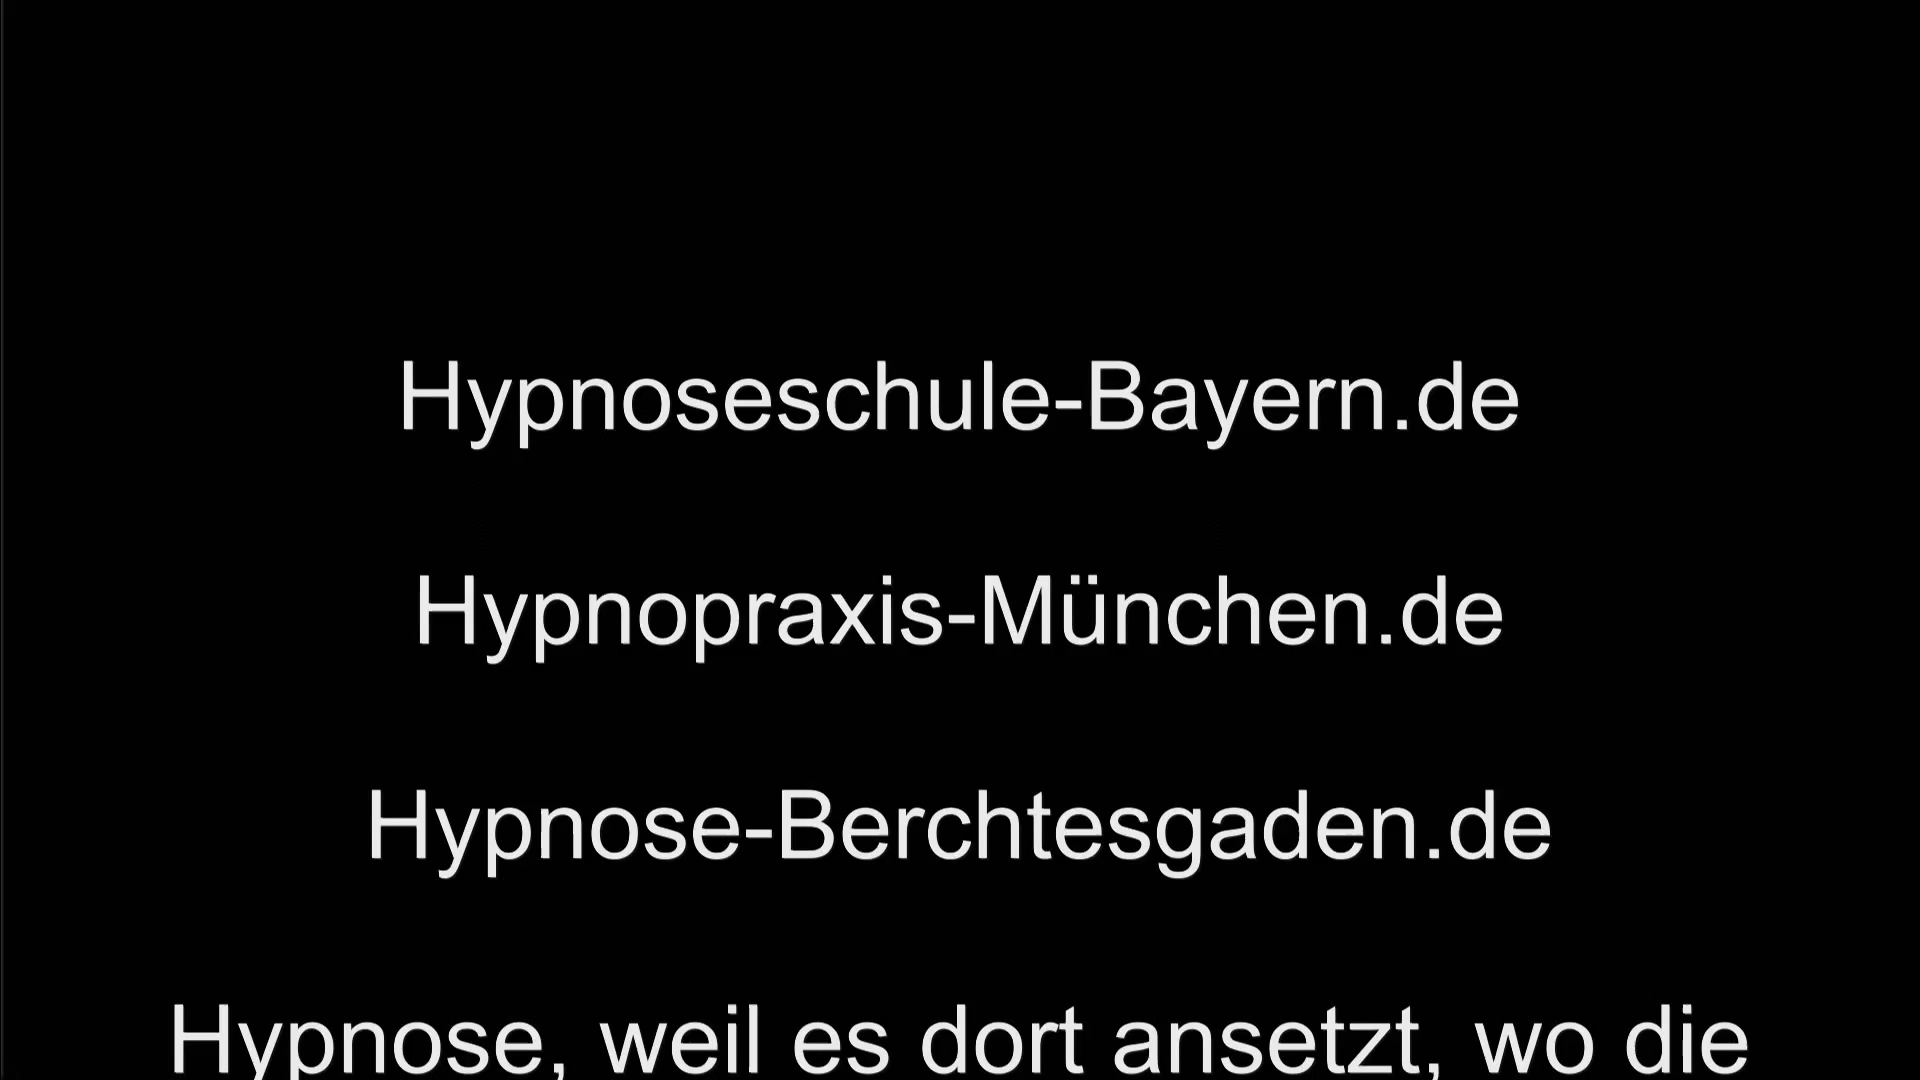 Hypnoseschule-Bayern.de
Hypnopraxis-München.de
Hypnose-Berchtesgaden.de
Hypnose, weil es dort ansetzt, wo die